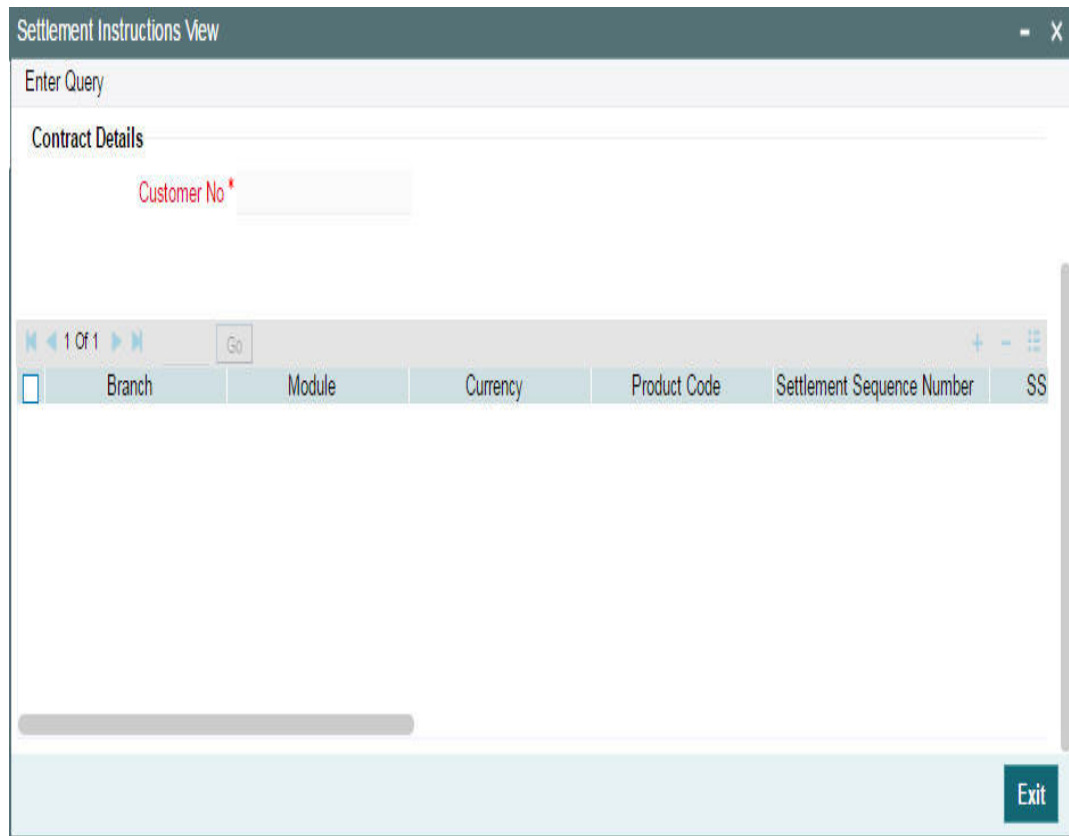 Settlement Instructions View
Enter Query
Contract Details
Customer No *
1 Of 1 Go
Branch Module Currency Product Code Settlement Sequence Number SS
Exit